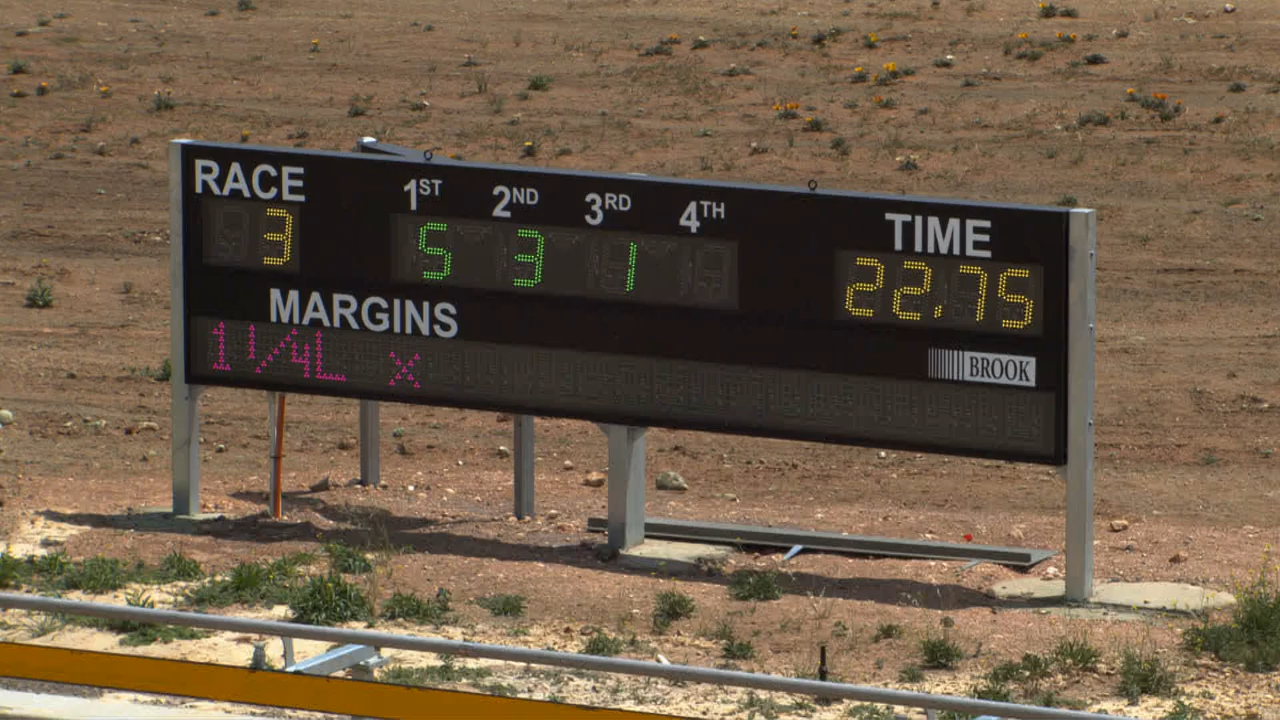 RACE 1ST 2ND 3RD 4TH TIME
3 5 3 1 22.75
MARGINS
1/4L x
BROOK